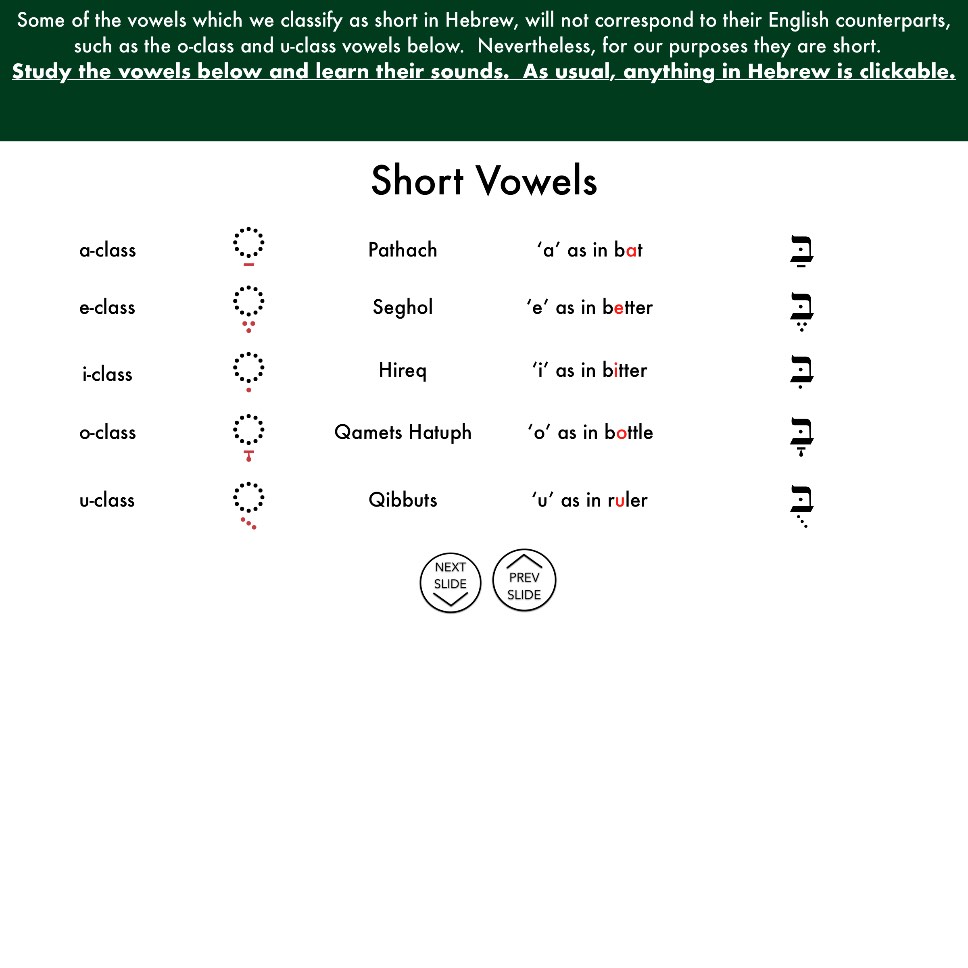 Some of the vowels which we classify as short in Hebrew, will not correspond to their English counterparts,
such as the o-class and u-class vowels below. Nevertheless, for our purposes they are short.
Study the vowels below and learn their sounds. As usual, anything in Hebrew is clickable.
Short Vowels
a-class ◌ַ Pathach ‘a’ as in bat בַּ
e-class ◌ֶ Seghol ‘e’ as in better בֶּ
i-class ◌ִ Hireq ‘i’ as in bitter בִּ
o-class ◌ָ Qamets Hatuph ‘o’ as in bottle בָּ
u-class ◌ֻ Qibbuts ‘u’ as in ruler בֻּ
NEXT
SLIDE
PREV
SLIDE